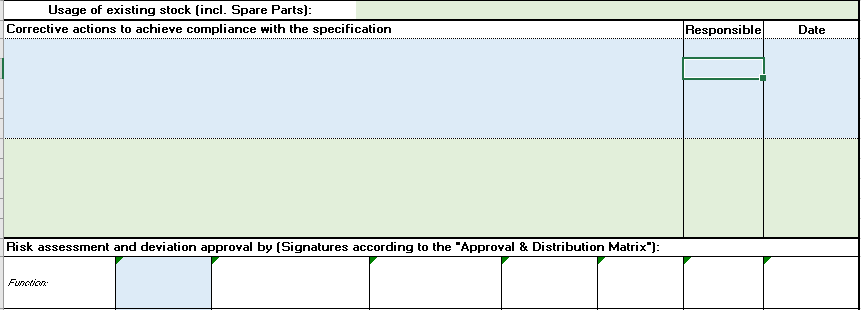 Usage of existing stock (incl. Spare Parts):
Corrective actions to achieve compliance with the specification Responsible Date
Risk assessment and deviation approval by (Signatures according to the "Approval & Distribution Matrix"):
Function: